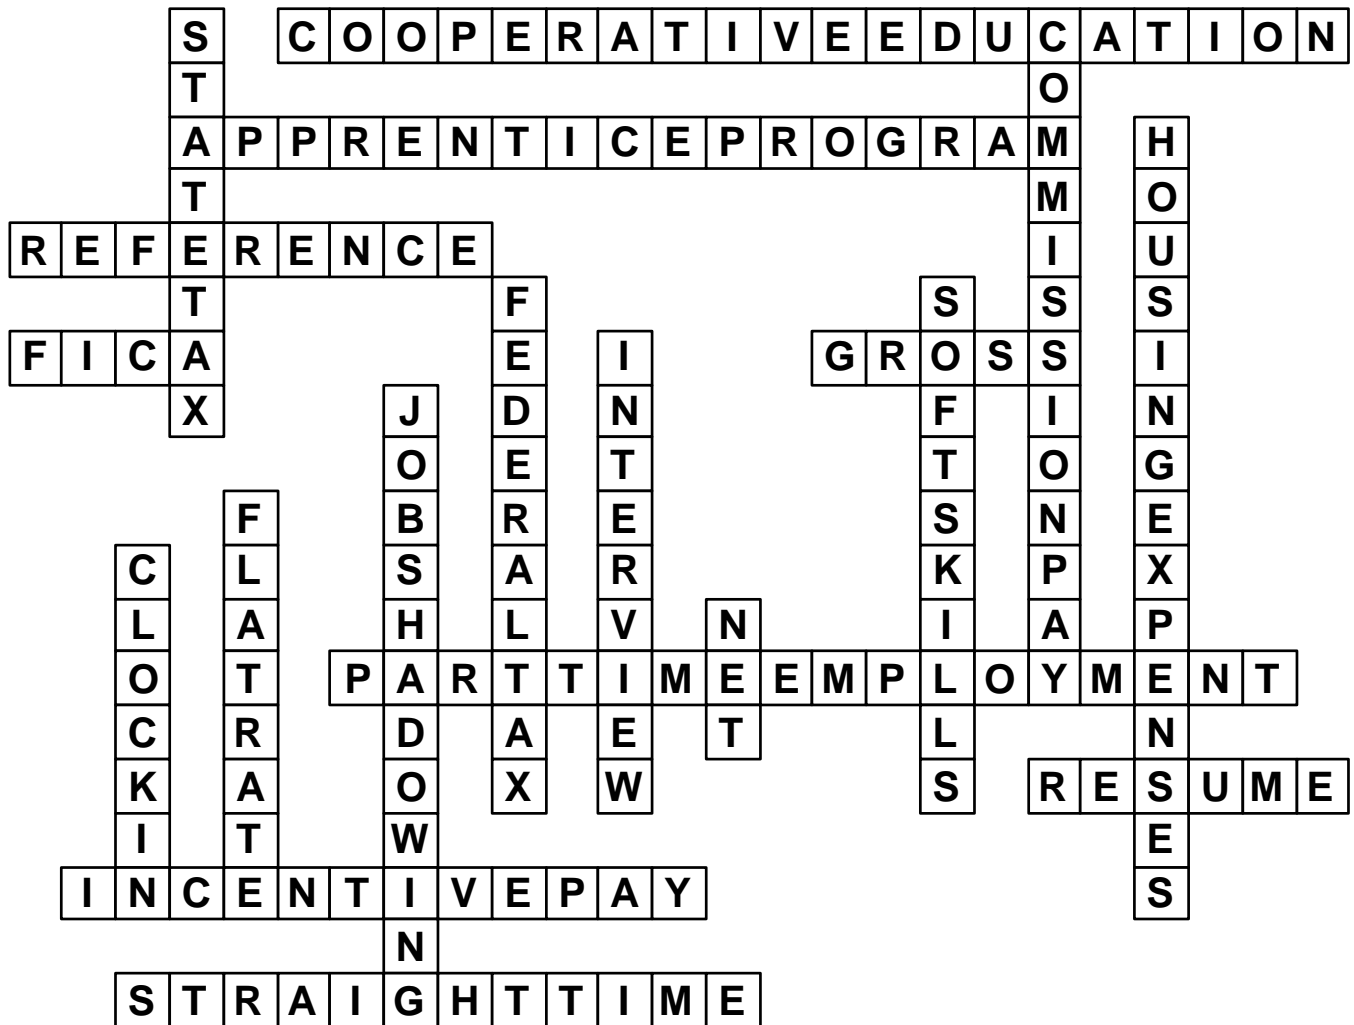 STATETAX
COOPERATIVEEDUCATION
COMMISSIONPAY
APPRENTICEPROGRAM
HOUSINGEXPENSES
REFERENCE
FEDERALTAX
SOFTSKILLS
FICA
INTERVIEW
GROSS
JOBSHADOWING
FLATRATE
CLOCKIN
NET
PARTTIMEEMPLOYMENT
RESUME
INCENTIVEPAY
STRAIGHTTIME